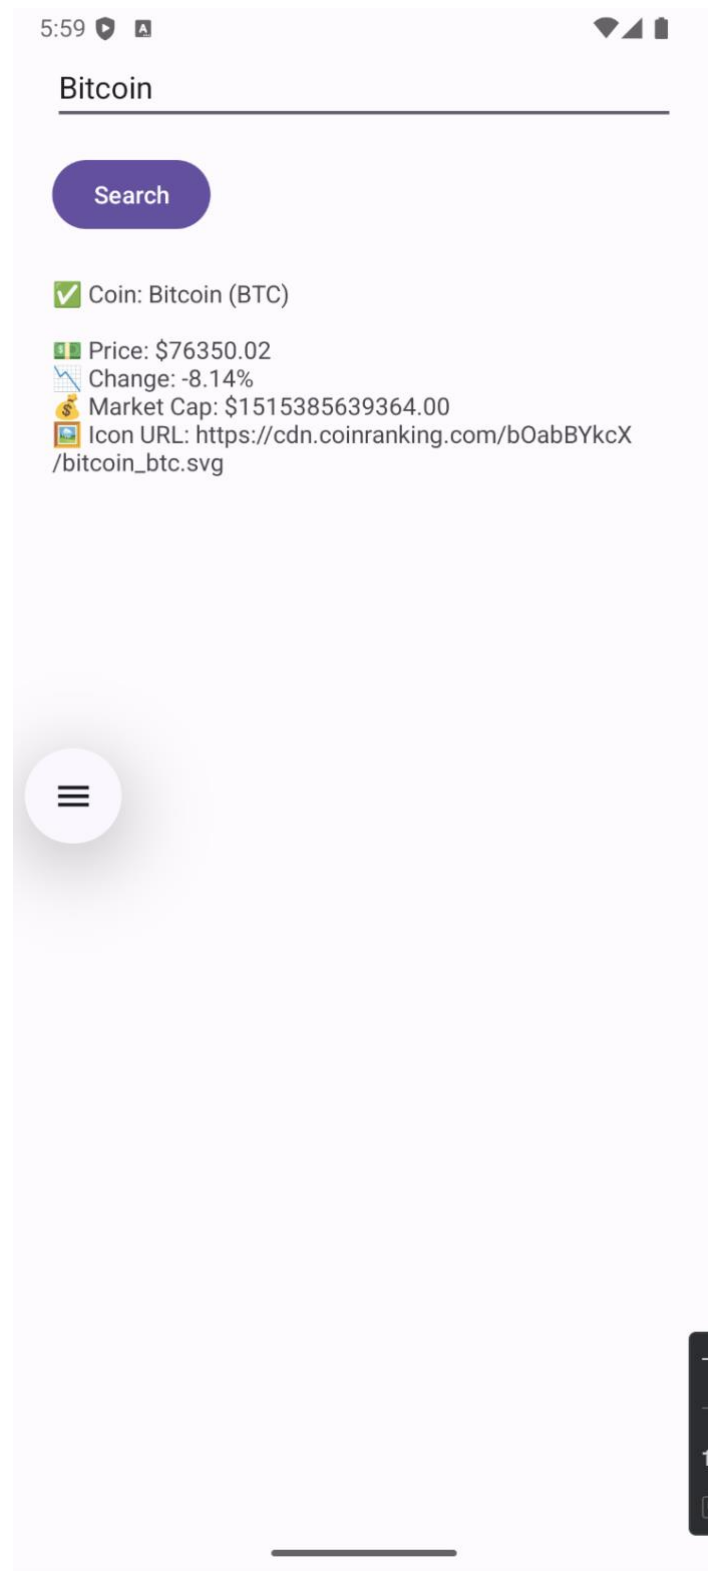 5:59
Bitcoin
Search
✅ Coin: Bitcoin (BTC)
💵 Price: $76350.02
📉 Change: -8.14%
💰 Market Cap: $1515385639364.00
🖼️ Icon URL: https://cdn.coinranking.com/bOabBYkcX
/bitcoin_btc.svg